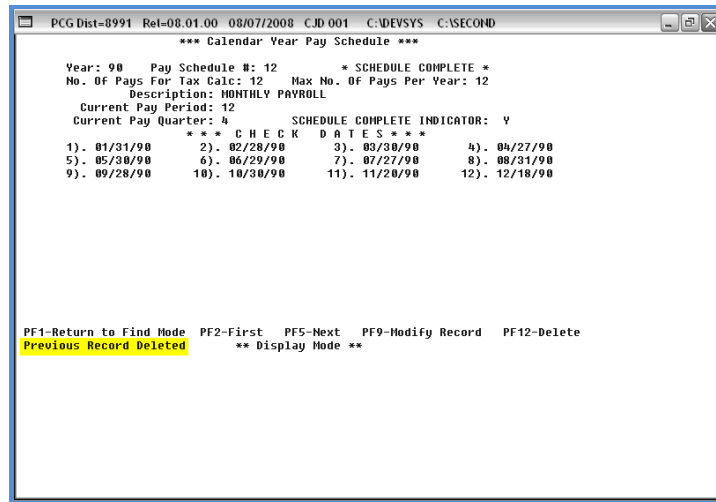 PCG Dist=8991 Rel=08.01.00 08/07/2008 CJD 001 C:\DEVSYS C:\SECOND
*** Calendar Year Pay Schedule ***
Year: 90 Pay Schedule #: 12 * SCHEDULE COMPLETE *
No. Of Pays For Tax Calc: 12 Max No. Of Pays Per Year: 12
Description: MONTHLY PAYROLL
Current Pay Period: 12
Current Pay Quarter: 4 SCHEDULE COMPLETE INDICATOR: Y
* * * C H E C K D A T E S * * *
1). 01/31/90 2). 02/28/90 3). 03/30/90 4). 04/27/90
5). 05/30/90 6). 06/29/90 7). 07/27/90 8). 08/31/90
9). 09/28/90 10). 10/30/90 11). 11/20/90 12). 12/18/90
PF1-Return to Find Mode PF2-First PF5-Next PF9-Modify Record PF12-Delete
Previous Record Deleted ** Display Mode **